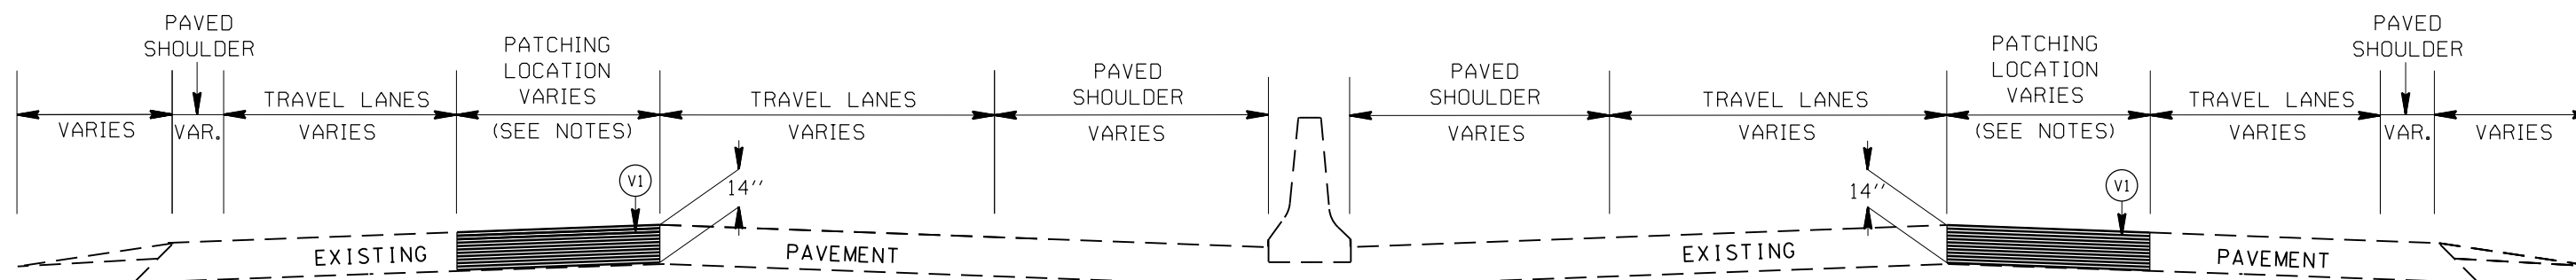 PAVED
SHOULDER
PATCHING
LOCATION
VARIES
(SEE NOTES)
PAVED
SHOULDER
PAVED
SHOULDER
PATCHING
LOCATION
VARIES
(SEE NOTES)
PAVED
SHOULDER
TRAVEL LANES
TRAVEL LANES
TRAVEL LANES
TRAVEL LANES
VARIES
VAR.
VARIES
VARIES
VARIES
VARIES
VARIES
VARIES
VAR.
VARIES
V1
14''
14''
V1
EXISTING
PAVEMENT
EXISTING
PAVEMENT